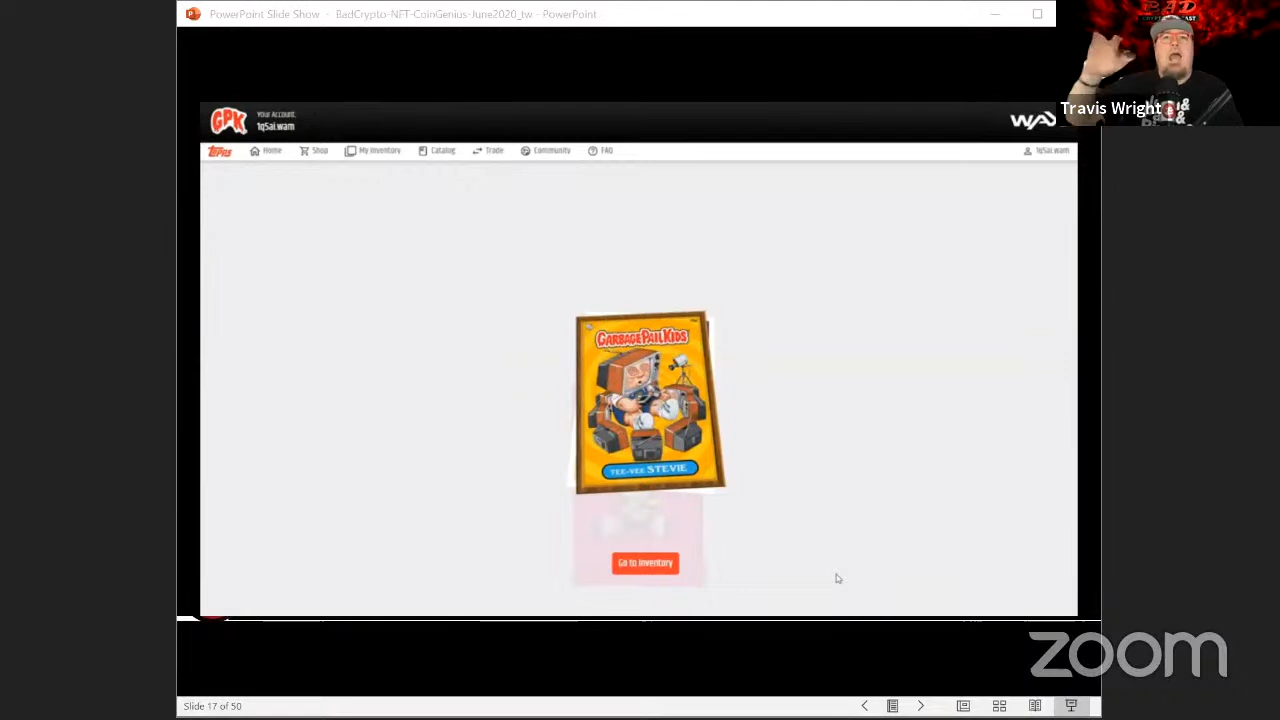 PowerPoint Slide Show - BadCrypto-NFT-CoinGenius-June2020_tw - PowerPoint
BAD
Travis Wright
GPK
Your Account.
1q5ai.wam
WAX
Topps
Home
Shop
My Inventory
Catalog
Trade
Community
FAQ
1q5ai.wam
GARBAGE PAIL KIDS
TEE-VEE STEVIE
Go to Inventory
zoom
Slide 17 of 50